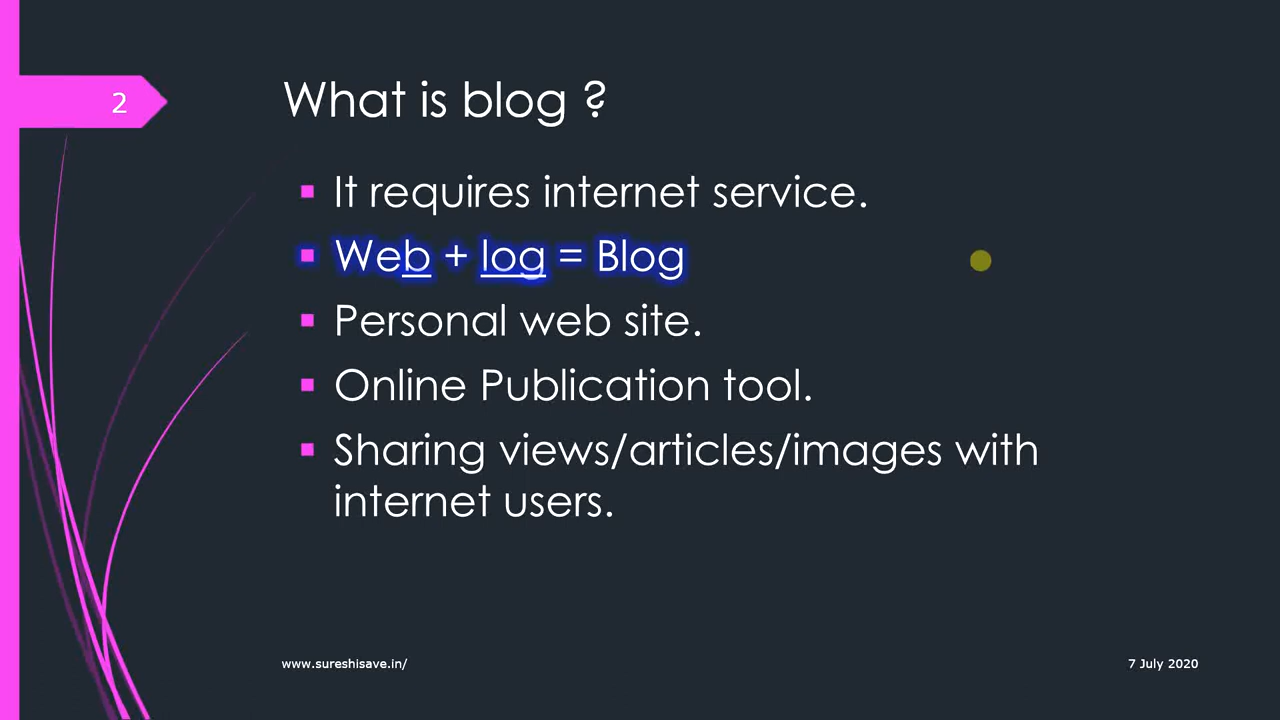 2
What is blog ?
It requires internet service.
Web + log = Blog
Personal web site.
Online Publication tool.
Sharing views/articles/images with
internet users.
www.sureshisave.in/
7 July 2020